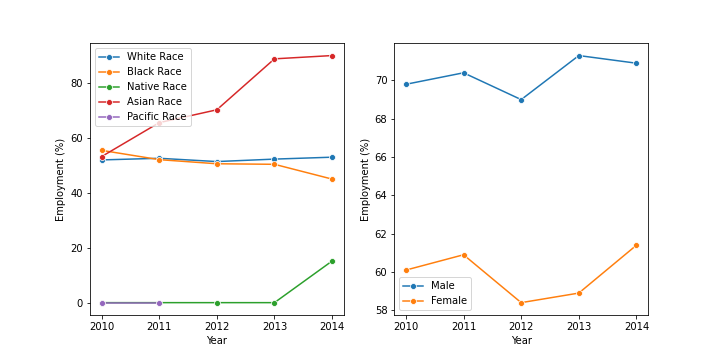 White Race
Black Race
Native Race
Asian Race
Pacific Race
80
60
40
20
0
Employment (%)
2010 2011 2012 2013 2014
Year
70
68
66
64
62
60
58
Employment (%)
Male
Female
2010 2011 2012 2013 2014
Year